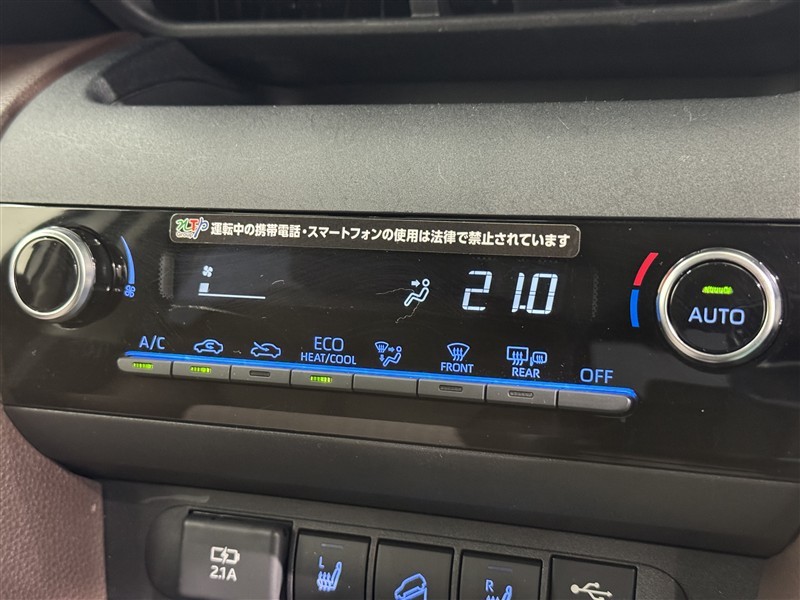 運転中の携帯電話・スマートフォンの使用は法律で禁止されています
21.0
AUTO
A/C
ECO
HEAT/COOL
FRONT
REAR
OFF
2.1A
L
R